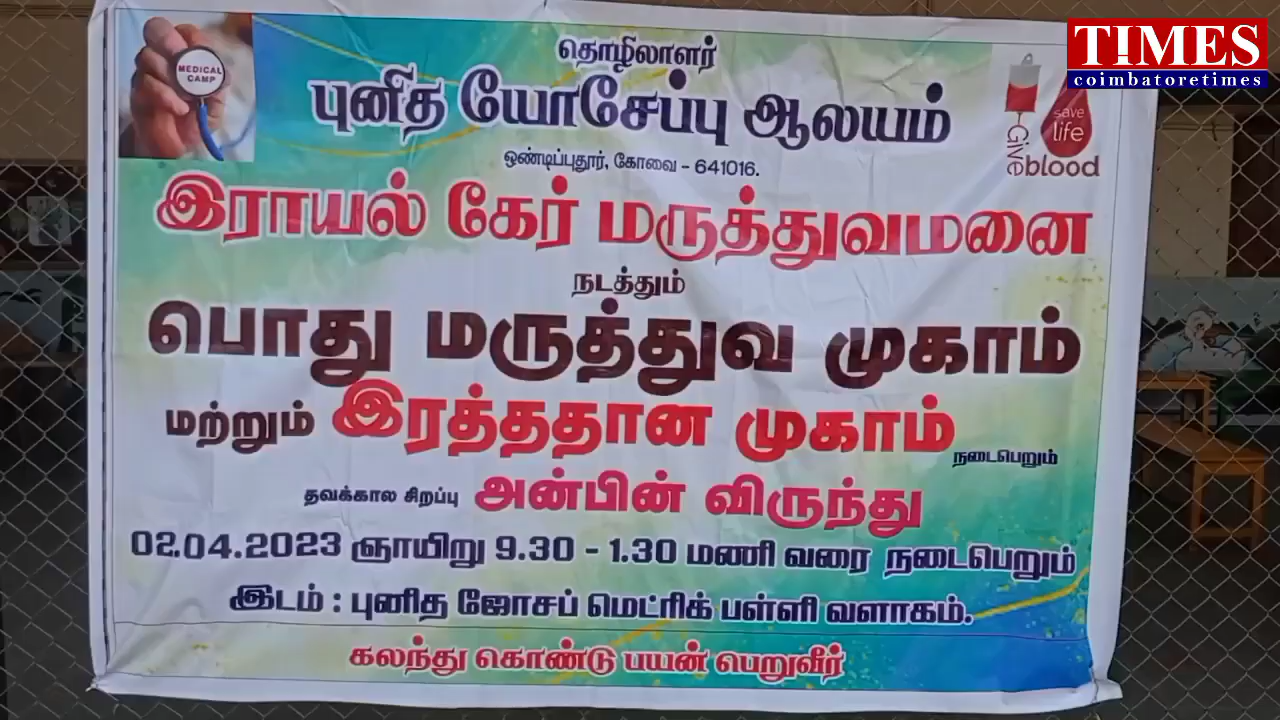 TIMES
coimbatoretimes
MEDICAL
CAMP
தொழிலாளர்
புனித யோசேப்பு ஆலயம்
ஒண்டிப்புதூர், கோவை - 641016.
save
life
Give
blood
இராயல் கேர் மருத்துவமனை
நடத்தும்
பொது மருத்துவ முகாம்
மற்றும் இரத்ததான முகாம் நடைபெறும்
தவக்கால சிறப்பு அன்பின் விருந்து
02.04.2023 ஞாயிறு 9.30 - 1.30 மணி வரை நடைபெறும்
இடம் : புனித ஜோசப் மெட்ரிக் பள்ளி வளாகம்.
கலந்து கொண்டு பயன் பெறுவீர்